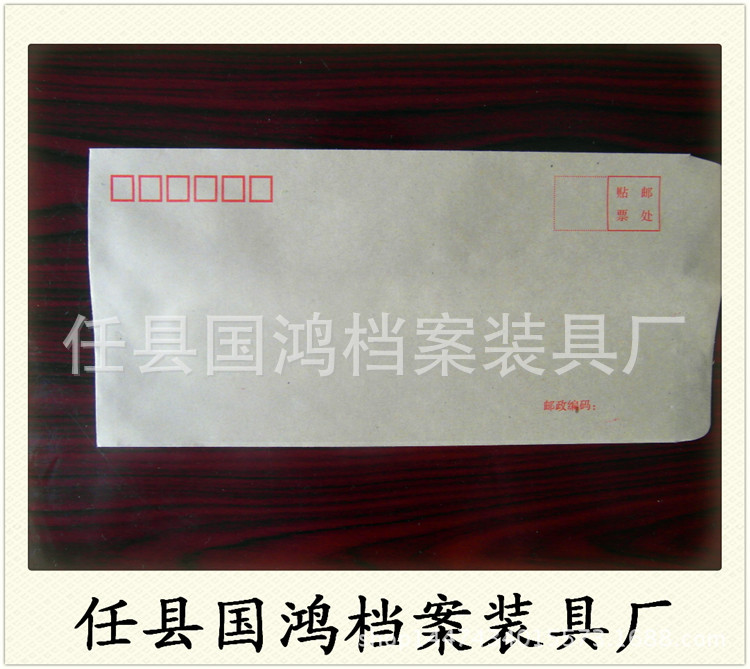 贴 邮
票 处
任县国鸿档案装具厂
邮政编码：
任县国鸿档案装具厂